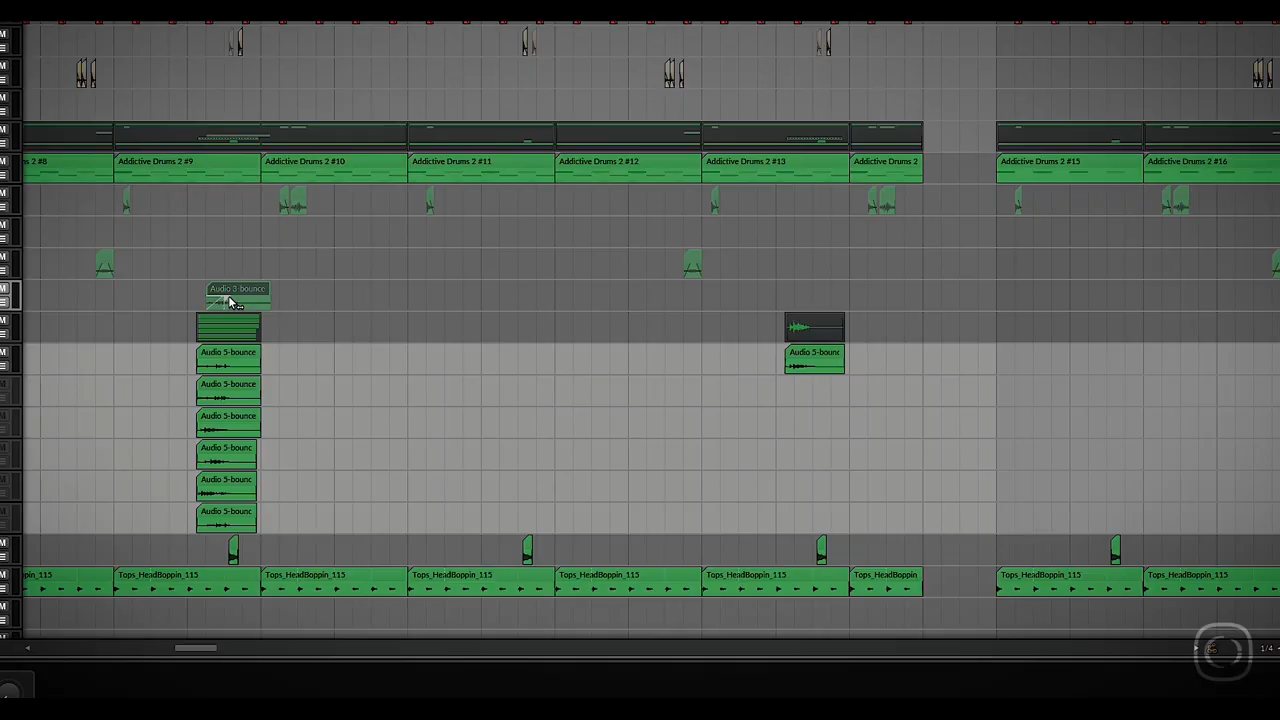 M
M
M
M
M
s 2 #8 Addictive Drums 2 #9 Addictive Drums 2 #10 Addictive Drums 2 #11 Addictive Drums 2 #12 Addictive Drums 2 #13 Addictive Drums 2 Addictive Drums 2 #15 Addictive Drums 2 #16
M
M
M
M Audio 3-bounce
M
M Audio 5-bounce Audio 5-bounc
M Audio 5-bounce
M Audio 5-bounce
M Audio 5-bounc
M Audio 5-bounc
M Audio 5-bounc
M
M pin_115 Tops_HeadBoppin_115 Tops_HeadBoppin_115 Tops_HeadBoppin_115 Tops_HeadBoppin_115 Tops_HeadBoppin_115 Tops_HeadBoppin Tops_HeadBoppin_115 Tops_HeadBoppin_115
M
1/4